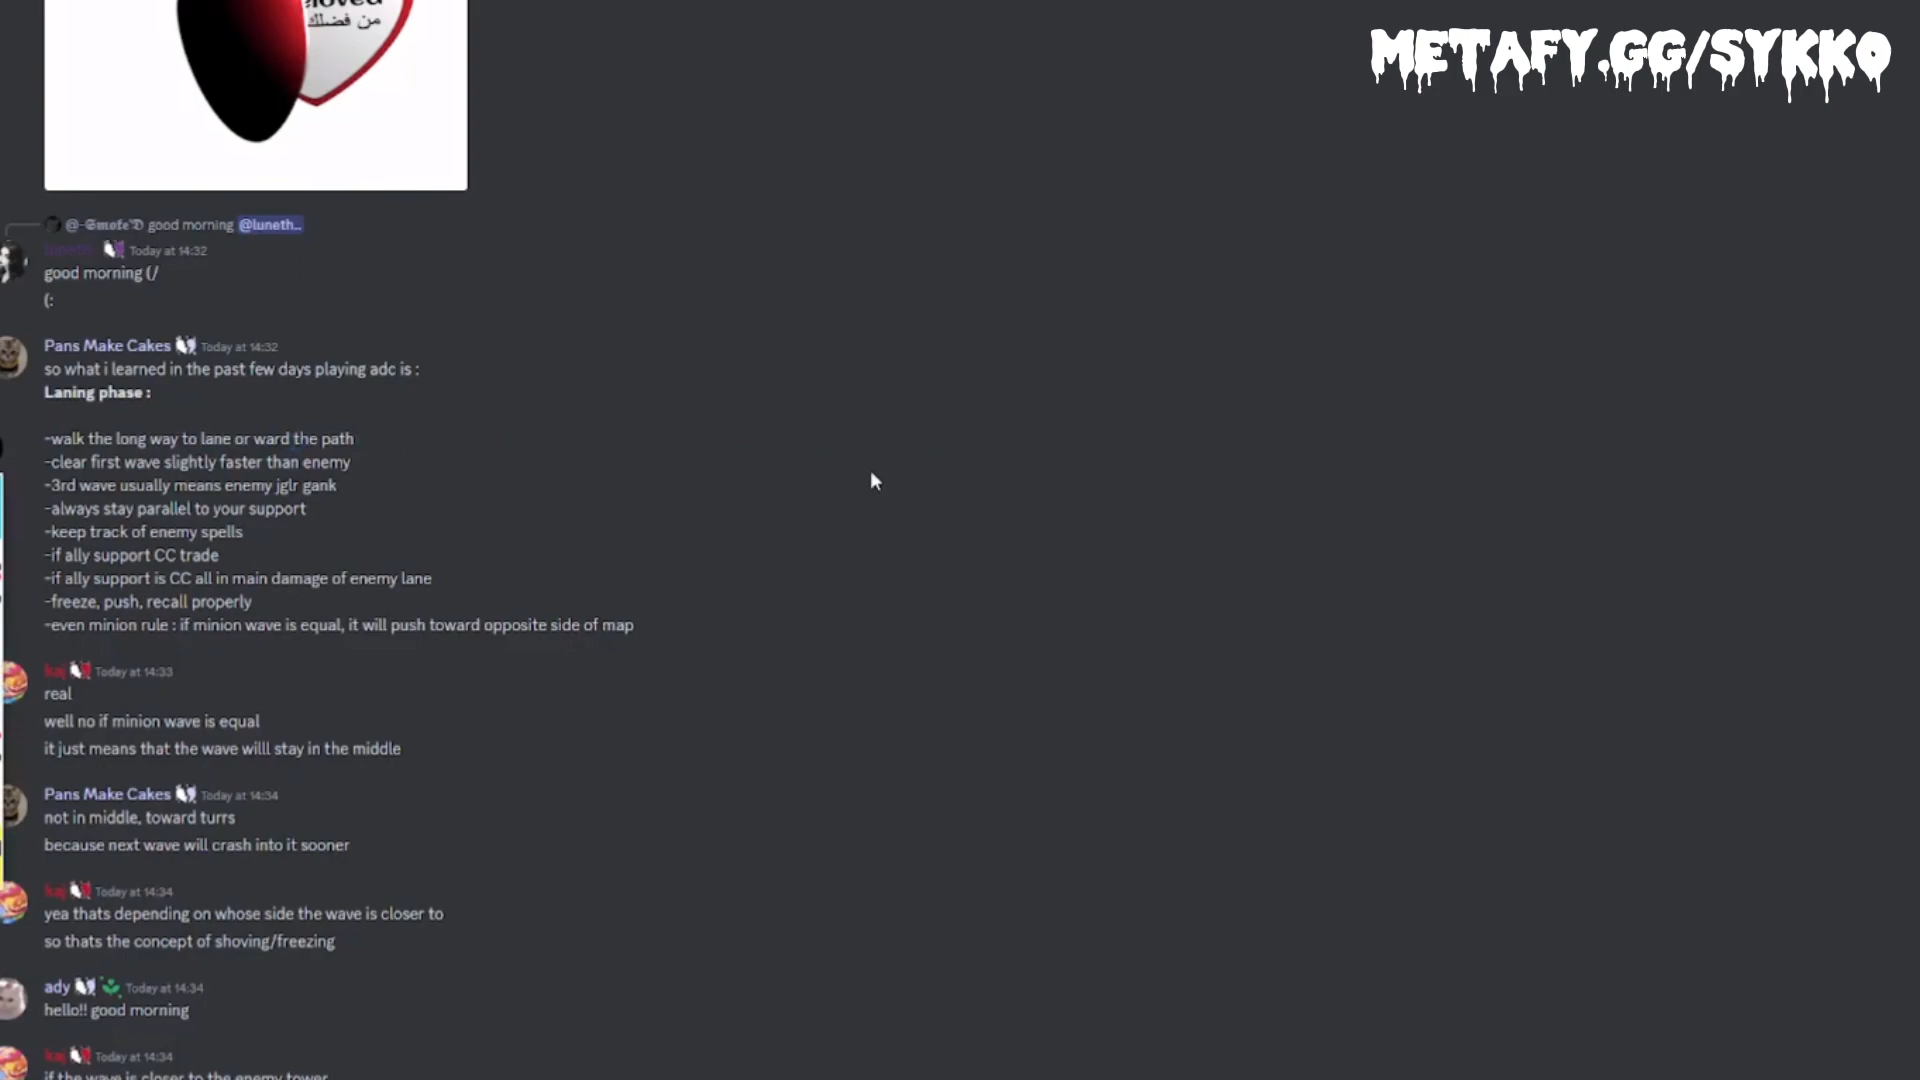 من فضلك
METAFY.GG/SYKKO
good morning @luneth...
Today at 14:32
good morning (/
(:
Pans Make Cakes Today at 14:32
so what i learned in the past few days playing adc is :
Laning phase :
-walk the long way to lane or ward the path
-clear first wave slightly faster than enemy
-3rd wave usually means enemy jglr gank
-always stay parallel to your support
-keep track of enemy spells
-if ally support CC trade
-if ally support is CC all in main damage of enemy lane
-freeze, push, recall properly
-even minion rule : if minion wave is equal, it will push toward opposite side of map
kaj Today at 14:33
real
well no if minion wave is equal
it just means that the wave willl stay in the middle
Pans Make Cakes Today at 14:34
not in middle, toward turrs
because next wave will crash into it sooner
kaj Today at 14:34
yea thats depending on whose side the wave is closer to
so thats the concept of shoving/freezing
ady Today at 14:34
hello!! good morning
kaj Today at 14:34
if the wave is closer to the enemy tower